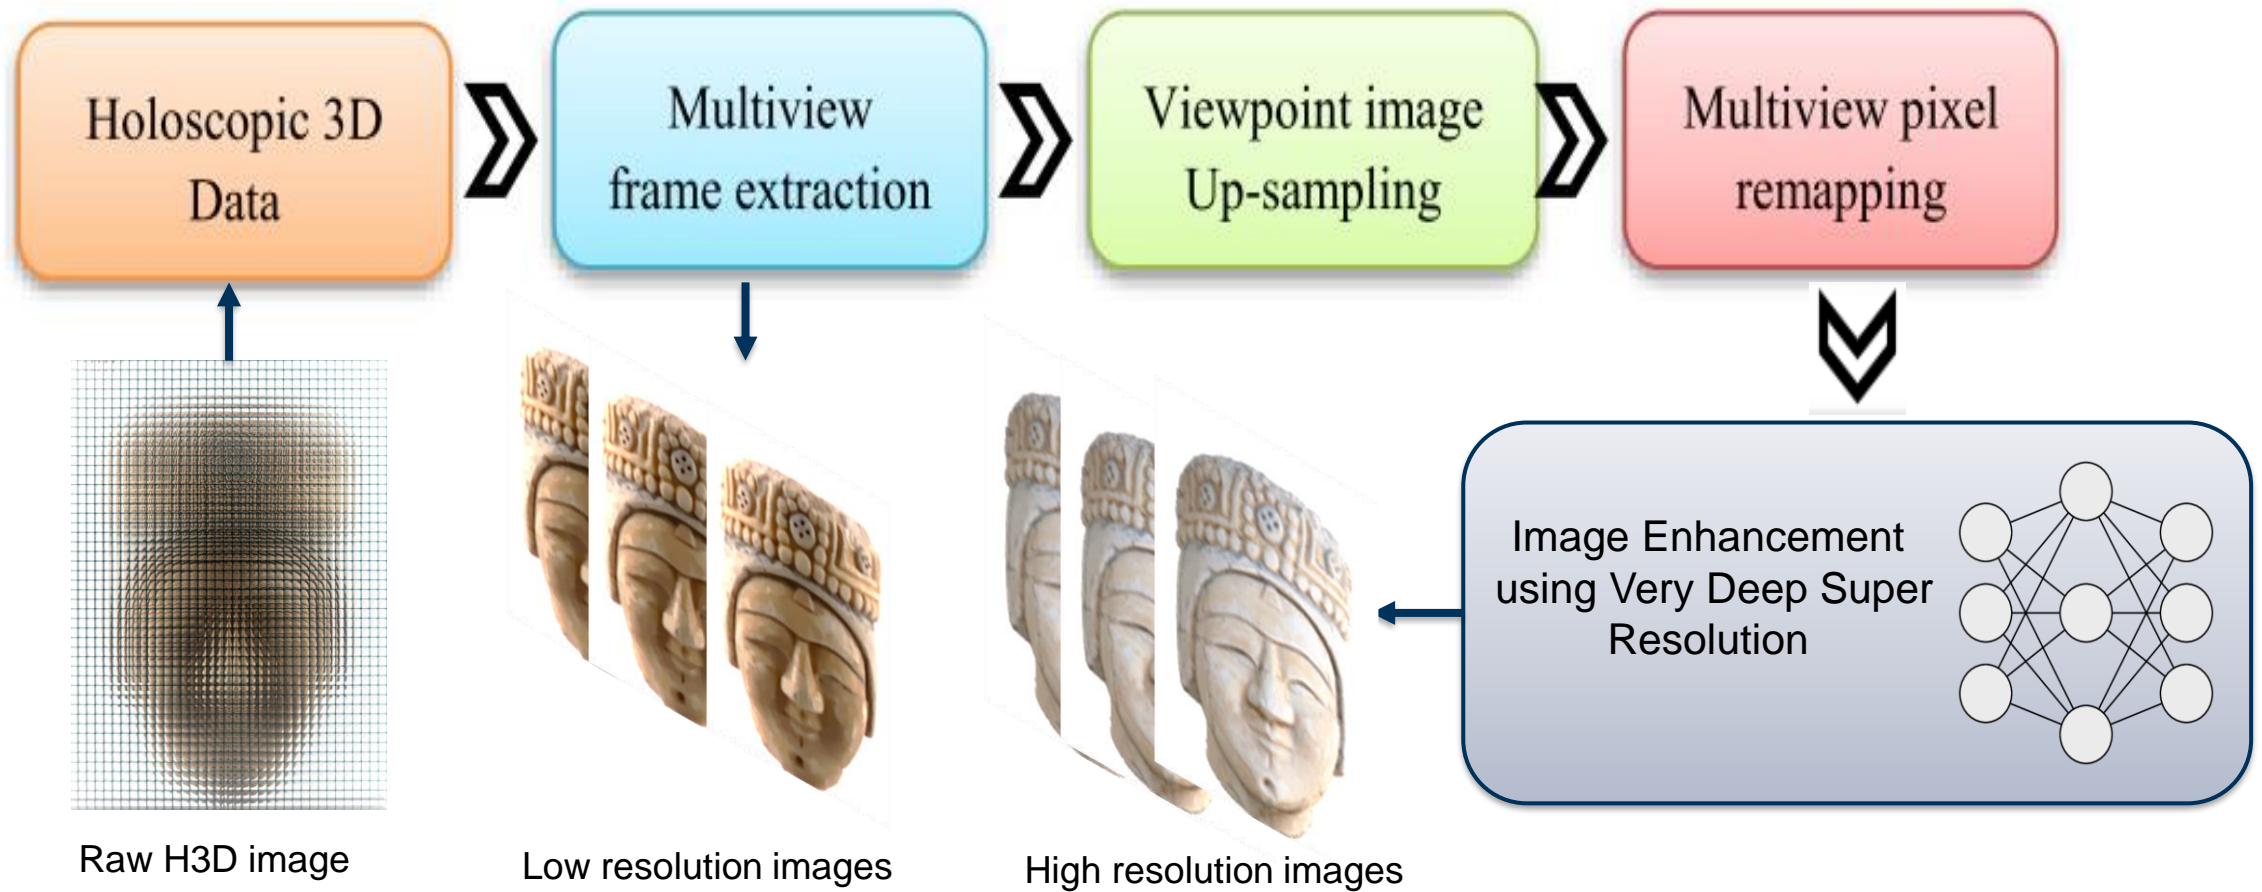 Holoscopic 3D
Data
Multiview
frame extraction
Viewpoint image
Up-sampling
Multiview pixel
remapping
Image Enhancement
using Very Deep Super
Resolution
Raw H3D image
Low resolution images
High resolution images